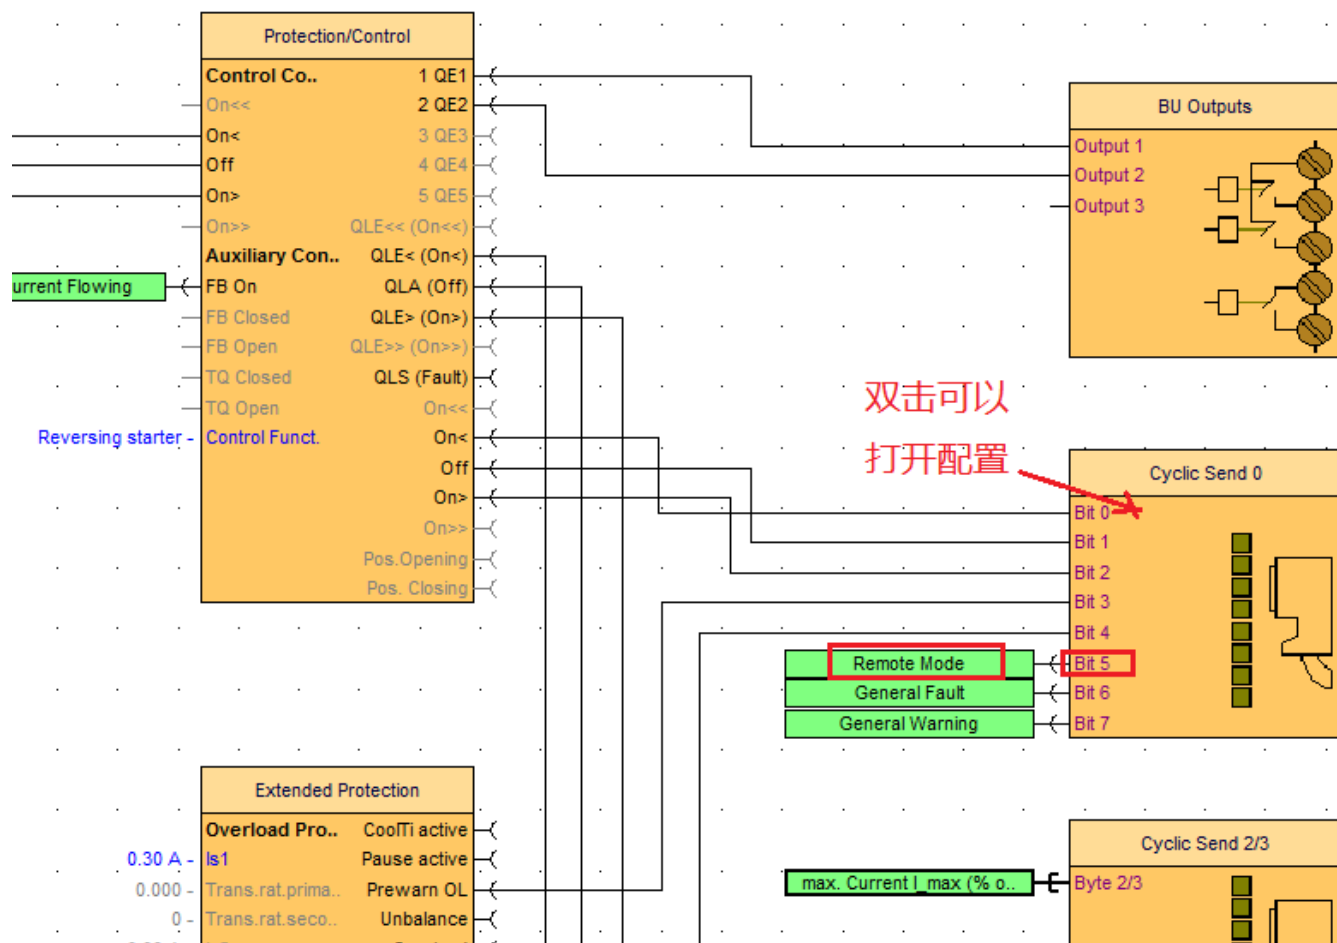 Protection/Control
Control Co.. 1 QE1
On<< 2 QE2
On< 3 QE3
Off 4 QE4
On> 5 QE5
On>> QLE<< (On<<)
Auxiliary Con.. QLE< (On<)
urrent Flowing FB On QLA (Off)
FB Closed QLE> (On>)
FB Open QLE>> (On>>)
TQ Closed QLS (Fault)
TQ Open On<<
Reversing starter - Control Funct. On<
Off
On>
On>>
Pos.Opening
Pos. Closing
BU Outputs
Output 1
Output 2
Output 3
双击可以
打开配置
Cyclic Send 0
Bit 0
Bit 1
Bit 2
Bit 3
Bit 4
Remote Mode Bit 5
General Fault Bit 6
General Warning Bit 7
Extended Protection
Overload Pro.. CoolTi active
0.30 A - Is1 Pause active
0.000 - Trans.rat.prima.. Prewarn OL
0 - Trans.rat.seco.. Unbalance
Cyclic Send 2/3
max. Current I_max (% o.. Byte 2/3